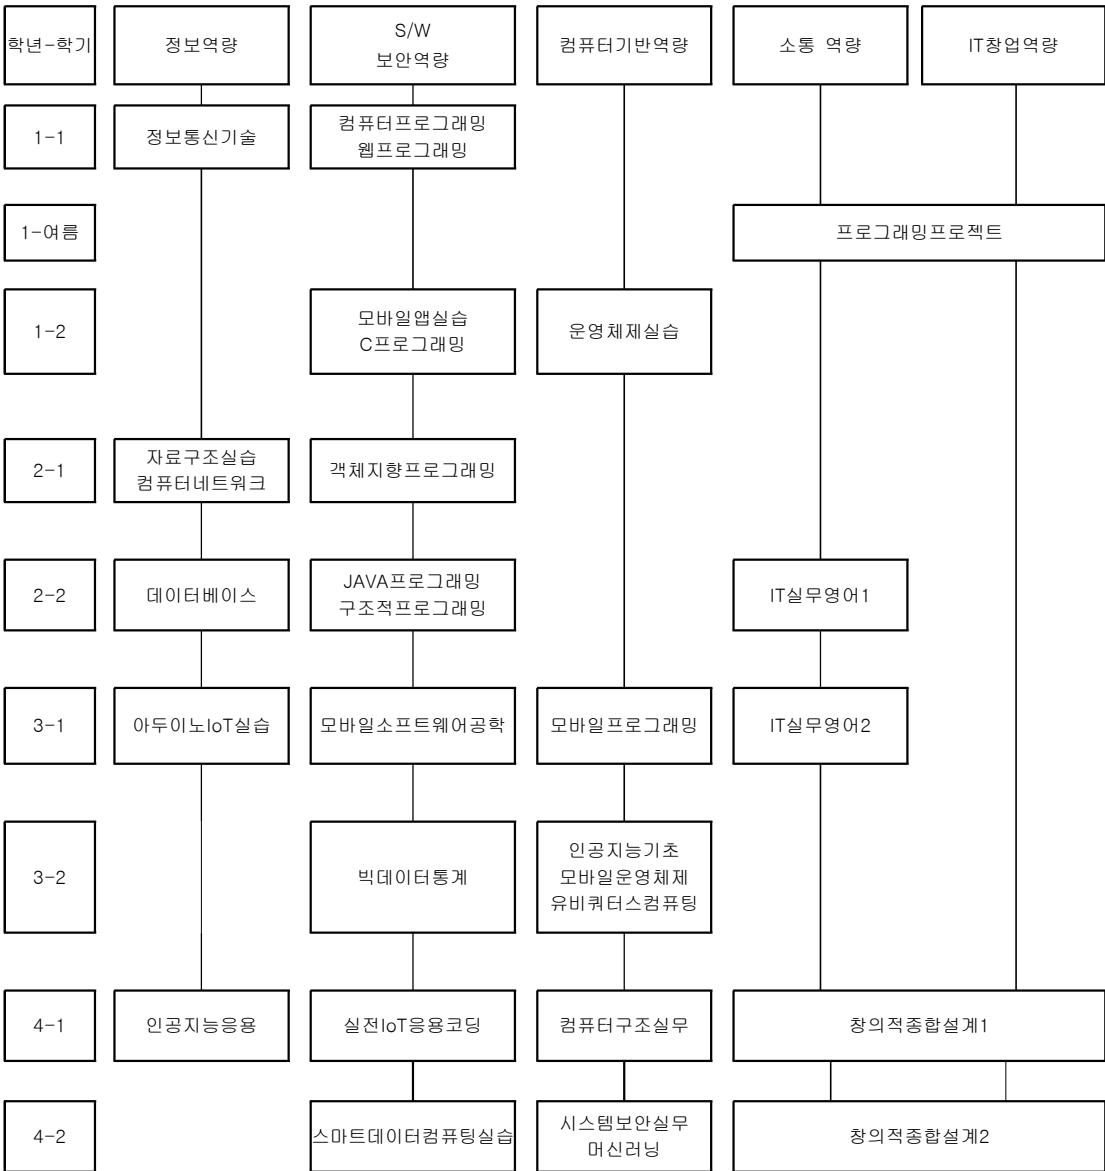 학년-학기
정보역량
S/W
보안역량
컴퓨터기반역량
소통 역량
IT창업역량
1-1
정보통신기술
컴퓨터프로그래밍
웹프로그래밍
1-여름
프로그래밍프로젝트
1-2
모바일앱실습
C프로그래밍
운영체제실습
2-1
자료구조실습
컴퓨터네트워크
객체지향프로그래밍
2-2
데이터베이스
JAVA프로그래밍
구조적프로그래밍
IT실무영어1
3-1
아두이노IoT실습
모바일소프트웨어공학
모바일프로그래밍
IT실무영어2
3-2
빅데이터통계
인공지능기초
모바일운영체제
유비쿼터스컴퓨팅
4-1
인공지능응용
실전IoT응용코딩
컴퓨터구조실무
창의적종합설계1
4-2
스마트데이터컴퓨팅실습
시스템보안실무
머신러닝
창의적종합설계2